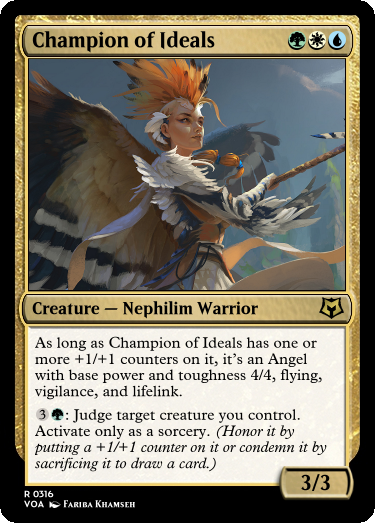 Champion of Ideals
Creature — Nephilim Warrior
As long as Champion of Ideals has one or
more +1/+1 counters on it, it's an Angel
with base power and toughness 4/4, flying,
vigilance, and lifelink.
3: Judge target creature you control.
Activate only as a sorcery. (Honor it by
putting a +1/+1 counter on it or condemn it by
sacrificing it to draw a card.)
3/3
R 0316
VOA Fariba Khamseh